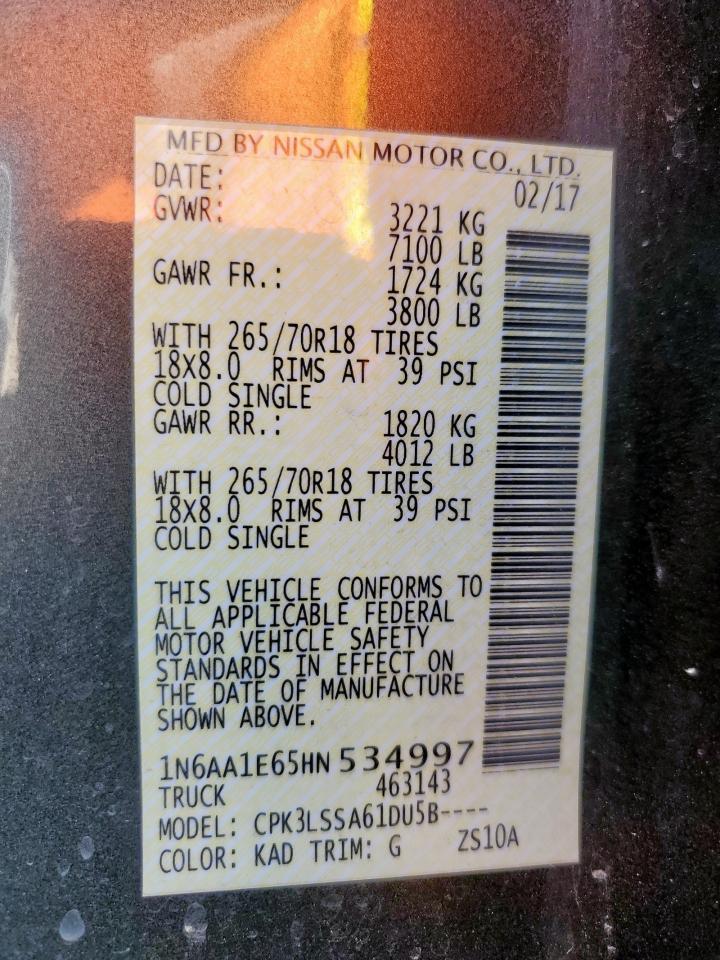 MFD BY NISSAN MOTOR CO., LTD.
DATE: 02/17
GVWR: 3221 KG
7100 LB
GAWR FR.: 1724 KG
3800 LB
WITH 265/70R18 TIRES
18X8.0 RIMS AT 39 PSI
COLD SINGLE
GAWR RR.: 1820 KG
4012 LB
WITH 265/70R18 TIRES
18X8.0 RIMS AT 39 PSI
COLD SINGLE
THIS VEHICLE CONFORMS TO
ALL APPLICABLE FEDERAL
MOTOR VEHICLE SAFETY
STANDARDS IN EFFECT ON
THE DATE OF MANUFACTURE
SHOWN ABOVE.
1N6AA1E65HN534997
TRUCK 463143
MODEL: CPK3LSSA61DU5B----
COLOR: KAD TRIM: G ZS10A